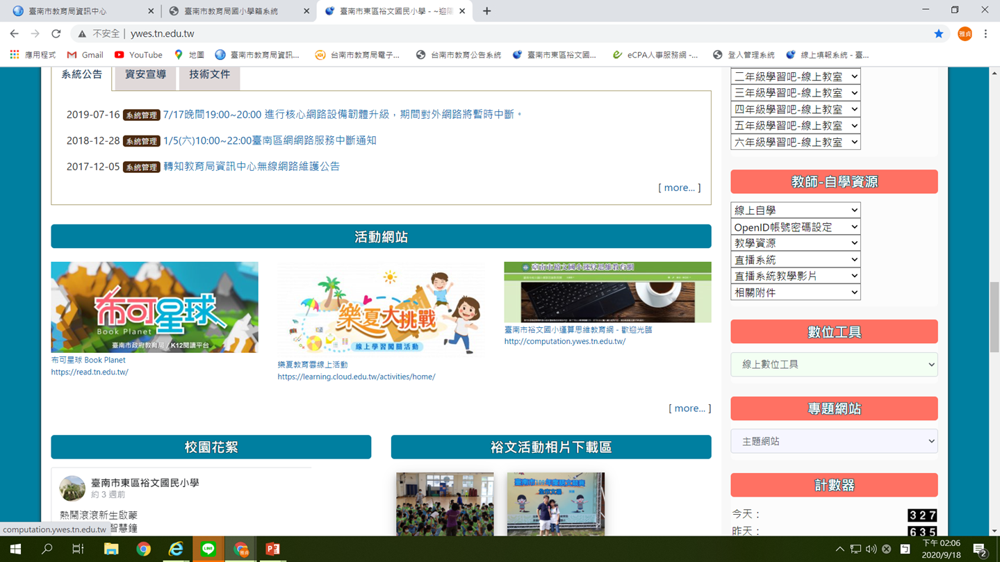 臺南市教育局資訊中心
臺南市教育局國小學籍系統
臺南市東區裕文國民小學 - ~迎
不安全 | ywes.tn.edu.tw
雅貞
應用程式
Gmail
YouTube
地圖
臺南市教育局資訊...
台南市教育局電子...
台南市教育公告系統
臺南市東區裕文國...
eCPA人事服務網 -...
登入管理系統
線上填報系統 - 臺...
系統公告
資安宣導
技術文件
2019-07-16 系統管理 7/17晚間19:00~20:00 進行核心網路設備韌體升級，期間對外網路將暫時中斷。
2018-12-28 系統管理 1/5(六)10:00~22:00臺南區網網路服務中斷通知
2017-12-05 系統管理 轉知教育局資訊中心無線網路維護公告
[ more... ]
活動網站
布可星球
Book Planet
臺南市政府教育局 / K12閱讀平台
布可星球 Book Planet
https://read.tn.edu.tw/
樂夏大挑戰
線上學習闖關活動
樂夏教育雲線上活動
https://learning.cloud.edu.tw/activities/home/
臺南市裕文國小運算思維教育網
臺南市裕文國小運算思維教育網 - 歡迎光臨
http://computation.ywes.tn.edu.tw/
[ more... ]
校園花絮
臺南市東區裕文國民小學
約 3 週前
熱鬧滾滾新生啟蒙
智慧鐘
裕文活動相片下載區
二年級學習吧-線上教室
三年級學習吧-線上教室
四年級學習吧-線上教室
五年級學習吧-線上教室
六年級學習吧-線上教室
教師-自學資源
線上自學
OpenID帳號密碼設定
教學資源
直播系統
直播系統教學影片
相關附件
數位工具
線上數位工具
專題網站
主題網站
計數器
今天：
327
昨天：
635
computation.ywes.tn.edu.tw
LINE
下午 02:06
2020/9/18
2